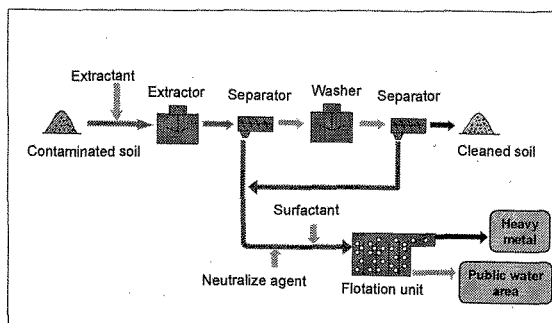 Extractant
Extractor
Separator
Washer
Separator
Contaminated soil
Cleaned soil
Surfactant
Heavy
metal
Neutralize agent
Flotation unit
Public water
area